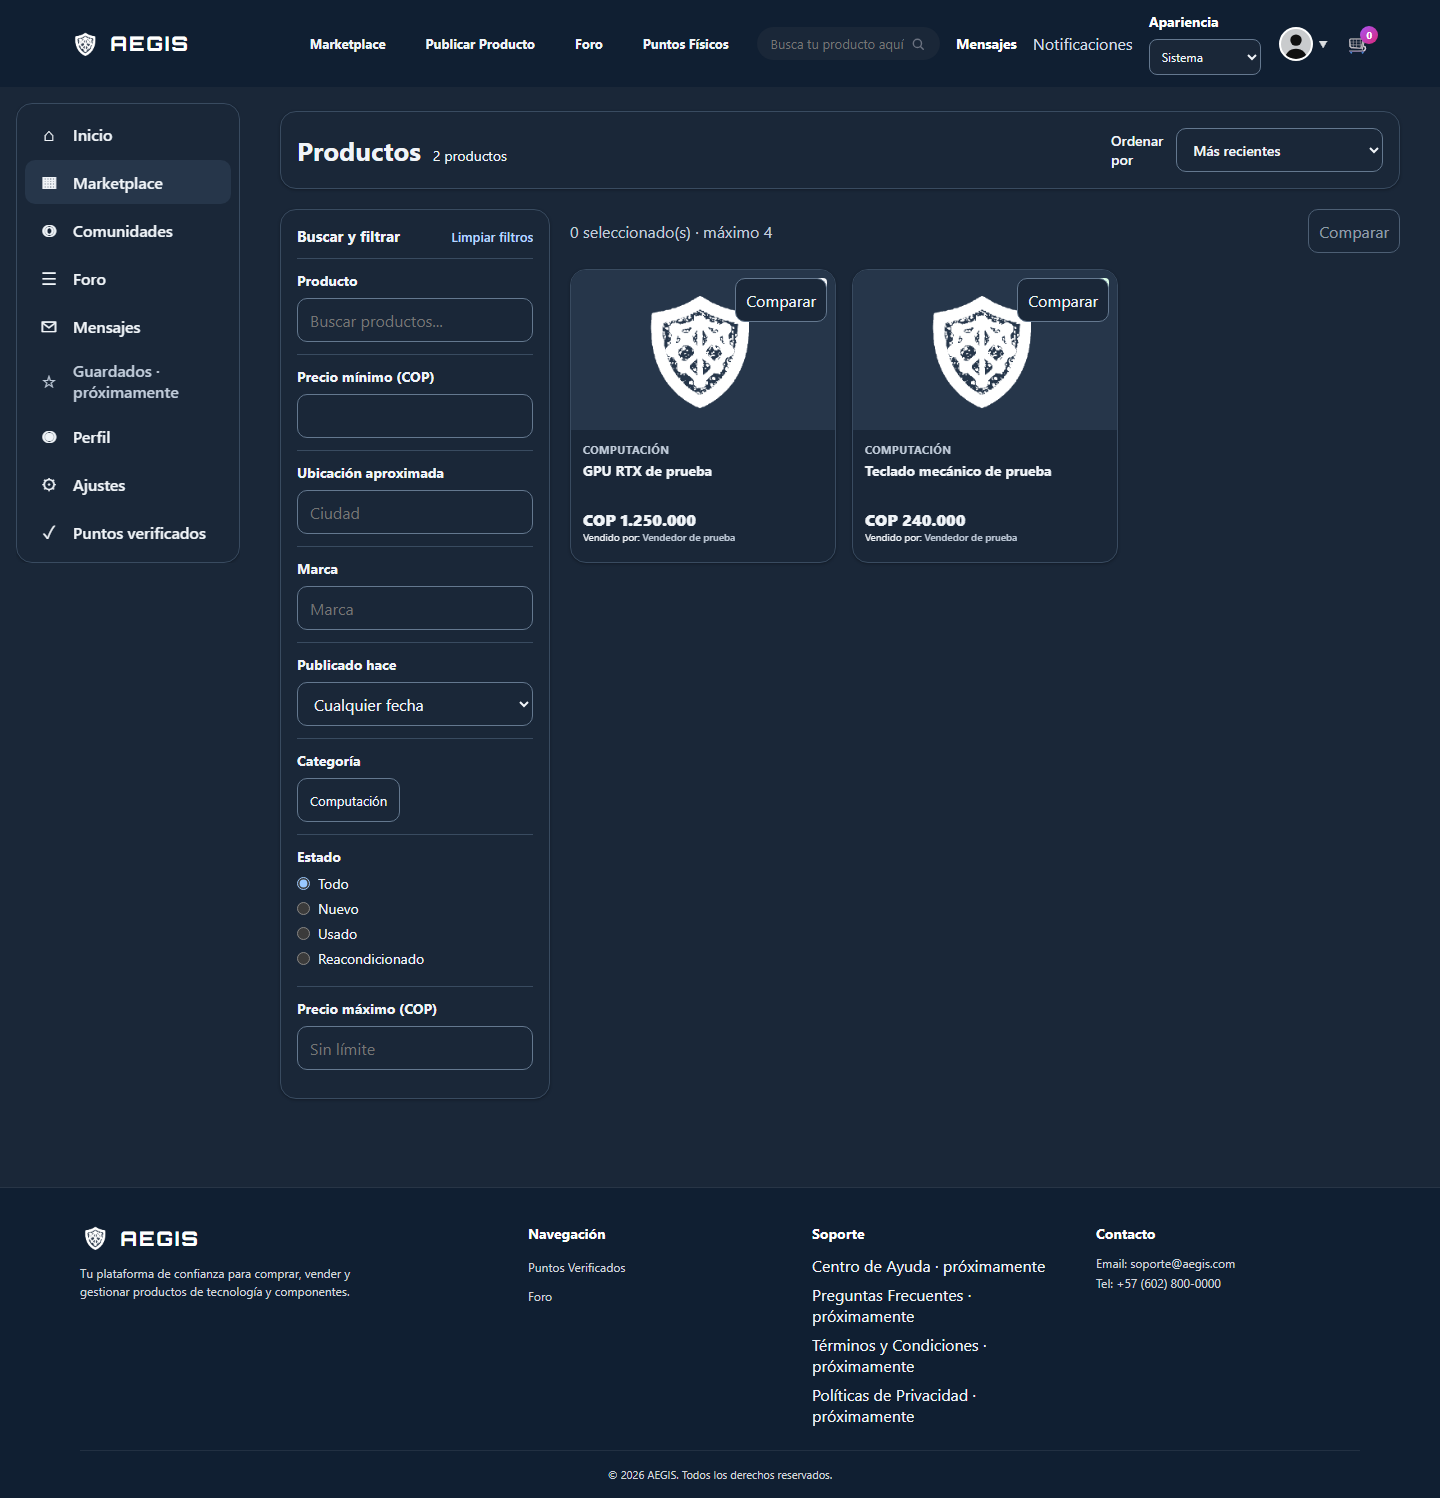 AEGIS
Marketplace
Publicar Producto
Foro
Puntos Físicos
Busca tu producto aquí
Mensajes
Notificaciones
Apariencia
Sistema
0
Inicio
Marketplace
Comunidades
Foro
Mensajes
Guardados ·
próximamente
Perfil
Ajustes
Puntos verificados
Productos 2 productos
Ordenar
por
Más recientes
Buscar y filtrar
Limpiar filtros
Producto
Buscar productos...
Precio mínimo (COP)
Ubicación aproximada
Ciudad
Marca
Marca
Publicado hace
Cualquier fecha
Categoría
Computación
Estado
Todo
Nuevo
Usado
Reacondicionado
Precio máximo (COP)
Sin límite
0 seleccionado(s) · máximo 4
Comparar
Comparar
COMPUTACIÓN
GPU RTX de prueba
COP 1.250.000
Vendido por: Vendedor de prueba
Comparar
COMPUTACIÓN
Teclado mecánico de prueba
COP 240.000
Vendido por: Vendedor de prueba
AEGIS
Tu plataforma de confianza para comprar, vender y
gestionar productos de tecnología y componentes.
Navegación
Puntos Verificados
Foro
Soporte
Centro de Ayuda · próximamente
Preguntas Frecuentes ·
próximamente
Términos y Condiciones ·
próximamente
Políticas de Privacidad ·
próximamente
Contacto
Email: soporte@aegis.com
Tel: +57 (602) 800-0000
© 2026 AEGIS. Todos los derechos reservados.